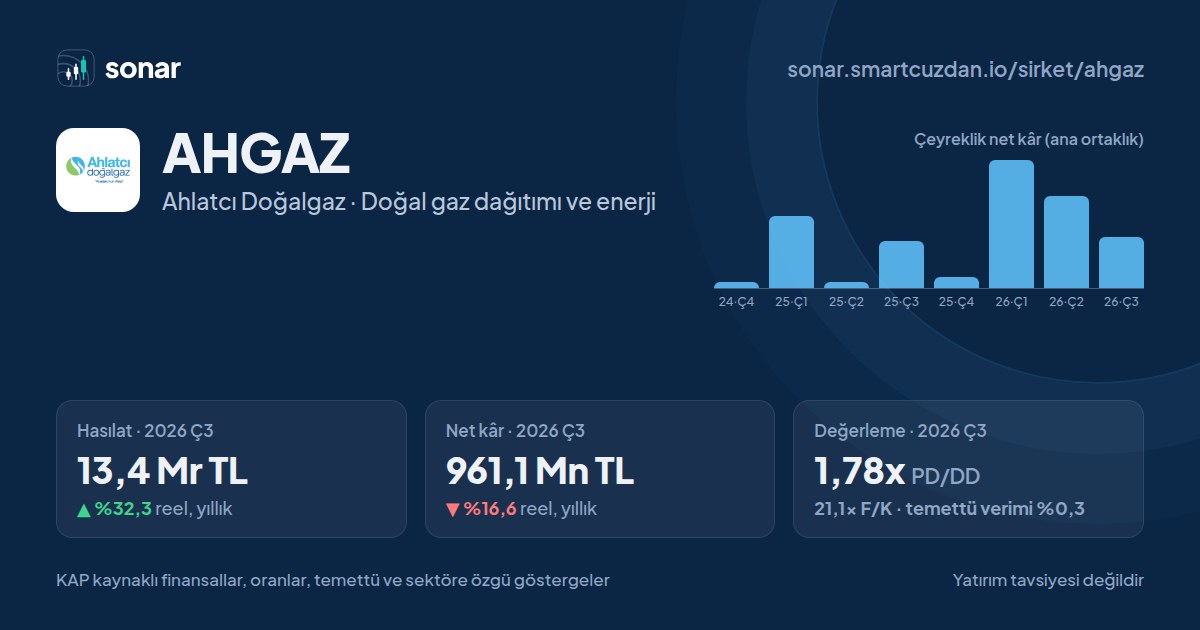 sonar
sonar.smartcuzdan.io/sirket/ahgaz
Ahlatcı
doğalgaz
AHGAZ
Ahlatcı Doğalgaz · Doğal gaz dağıtımı ve enerji
Çeyreklik net kâr (ana ortaklık)
24·Ç4 25·Ç1 25·Ç2 25·Ç3 25·Ç4 26·Ç1 26·Ç2 26·Ç3
Hasılat · 2026 Ç3
13,4 Mr TL
▲ %32,3 reel, yıllık
Net kâr · 2026 Ç3
961,1 Mn TL
▼ %16,6 reel, yıllık
Değerleme · 2026 Ç3
1,78x PD/DD
21,1× F/K · temettü verimi %0,3
KAP kaynaklı finansallar, oranlar, temettü ve sektöre özgü göstergeler
Yatırım tavsiyesi değildir